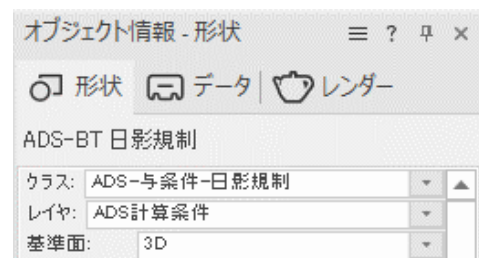 オブジェクト情報 - 形状
形状 データ レンダー
ADS-BT 日影規制
クラス: ADS-与条件-日影規制
レイヤ: ADS計算条件
基準面: 3D